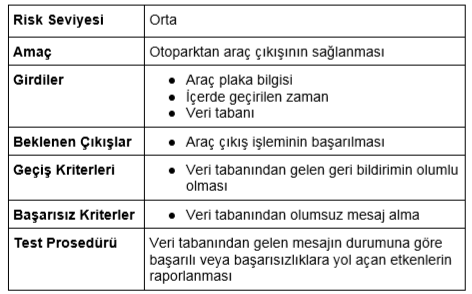 Risk Seviyesi Orta
Amaç Otoparktan araç çıkışının sağlanması
Girdiler ● Araç plaka bilgisi
● İçerde geçirilen zaman
● Veri tabanı
Beklenen Çıkışlar ● Araç çıkış işleminin başarılması
Geçiş Kriterleri ● Veri tabanından gelen geri bildirimin olumlu
olması
Başarısız Kriterler ● Veri tabanından olumsuz mesaj alma
Test Prosedürü Veri tabanından gelen mesajın durumuna göre
başarılı veya başarısızlıklara yol açan etkenlerin
raporlanması